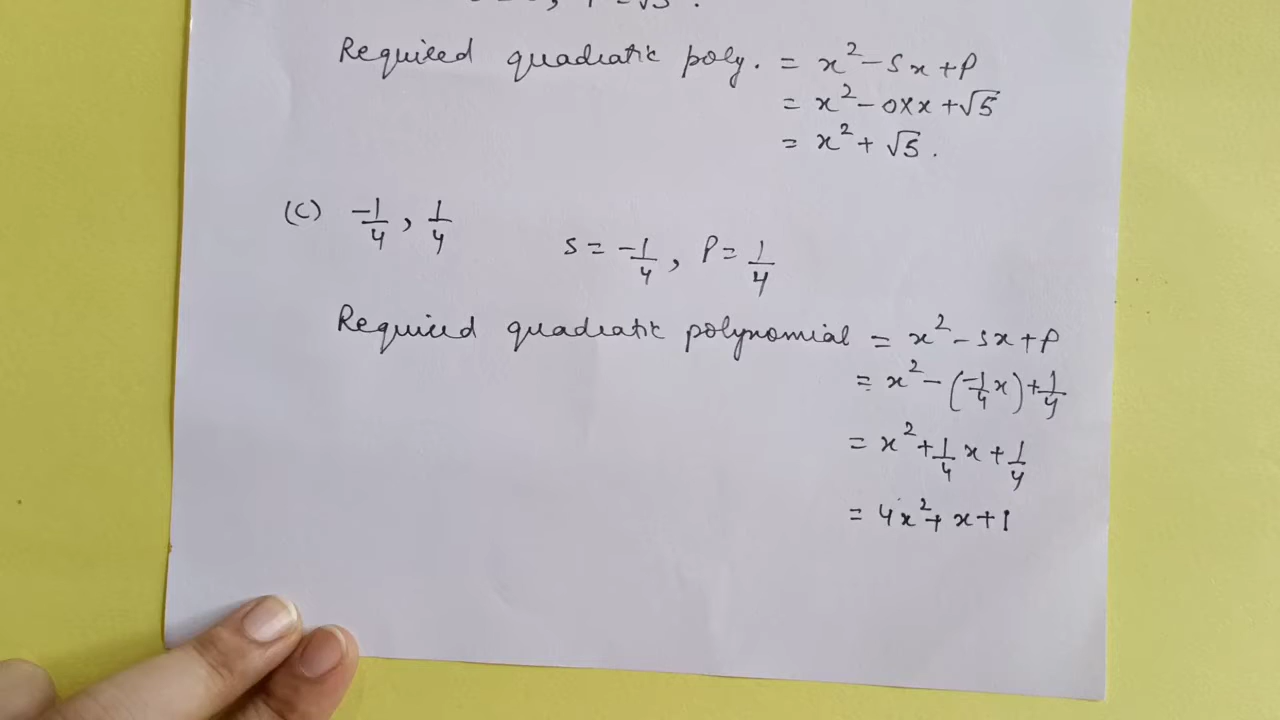 √5 .
Required quadratic poly. = x² - Sx + P
= x² - 0×x + √5
= x² + √5 .
(C) -1/4 , 1/4
S = -1/4 , P = 1/4
Required quadratic polynomial = x² - Sx + P
= x² - (-1/4 x) + 1/4
= x² + 1/4 x + 1/4
= 4x² + x + 1